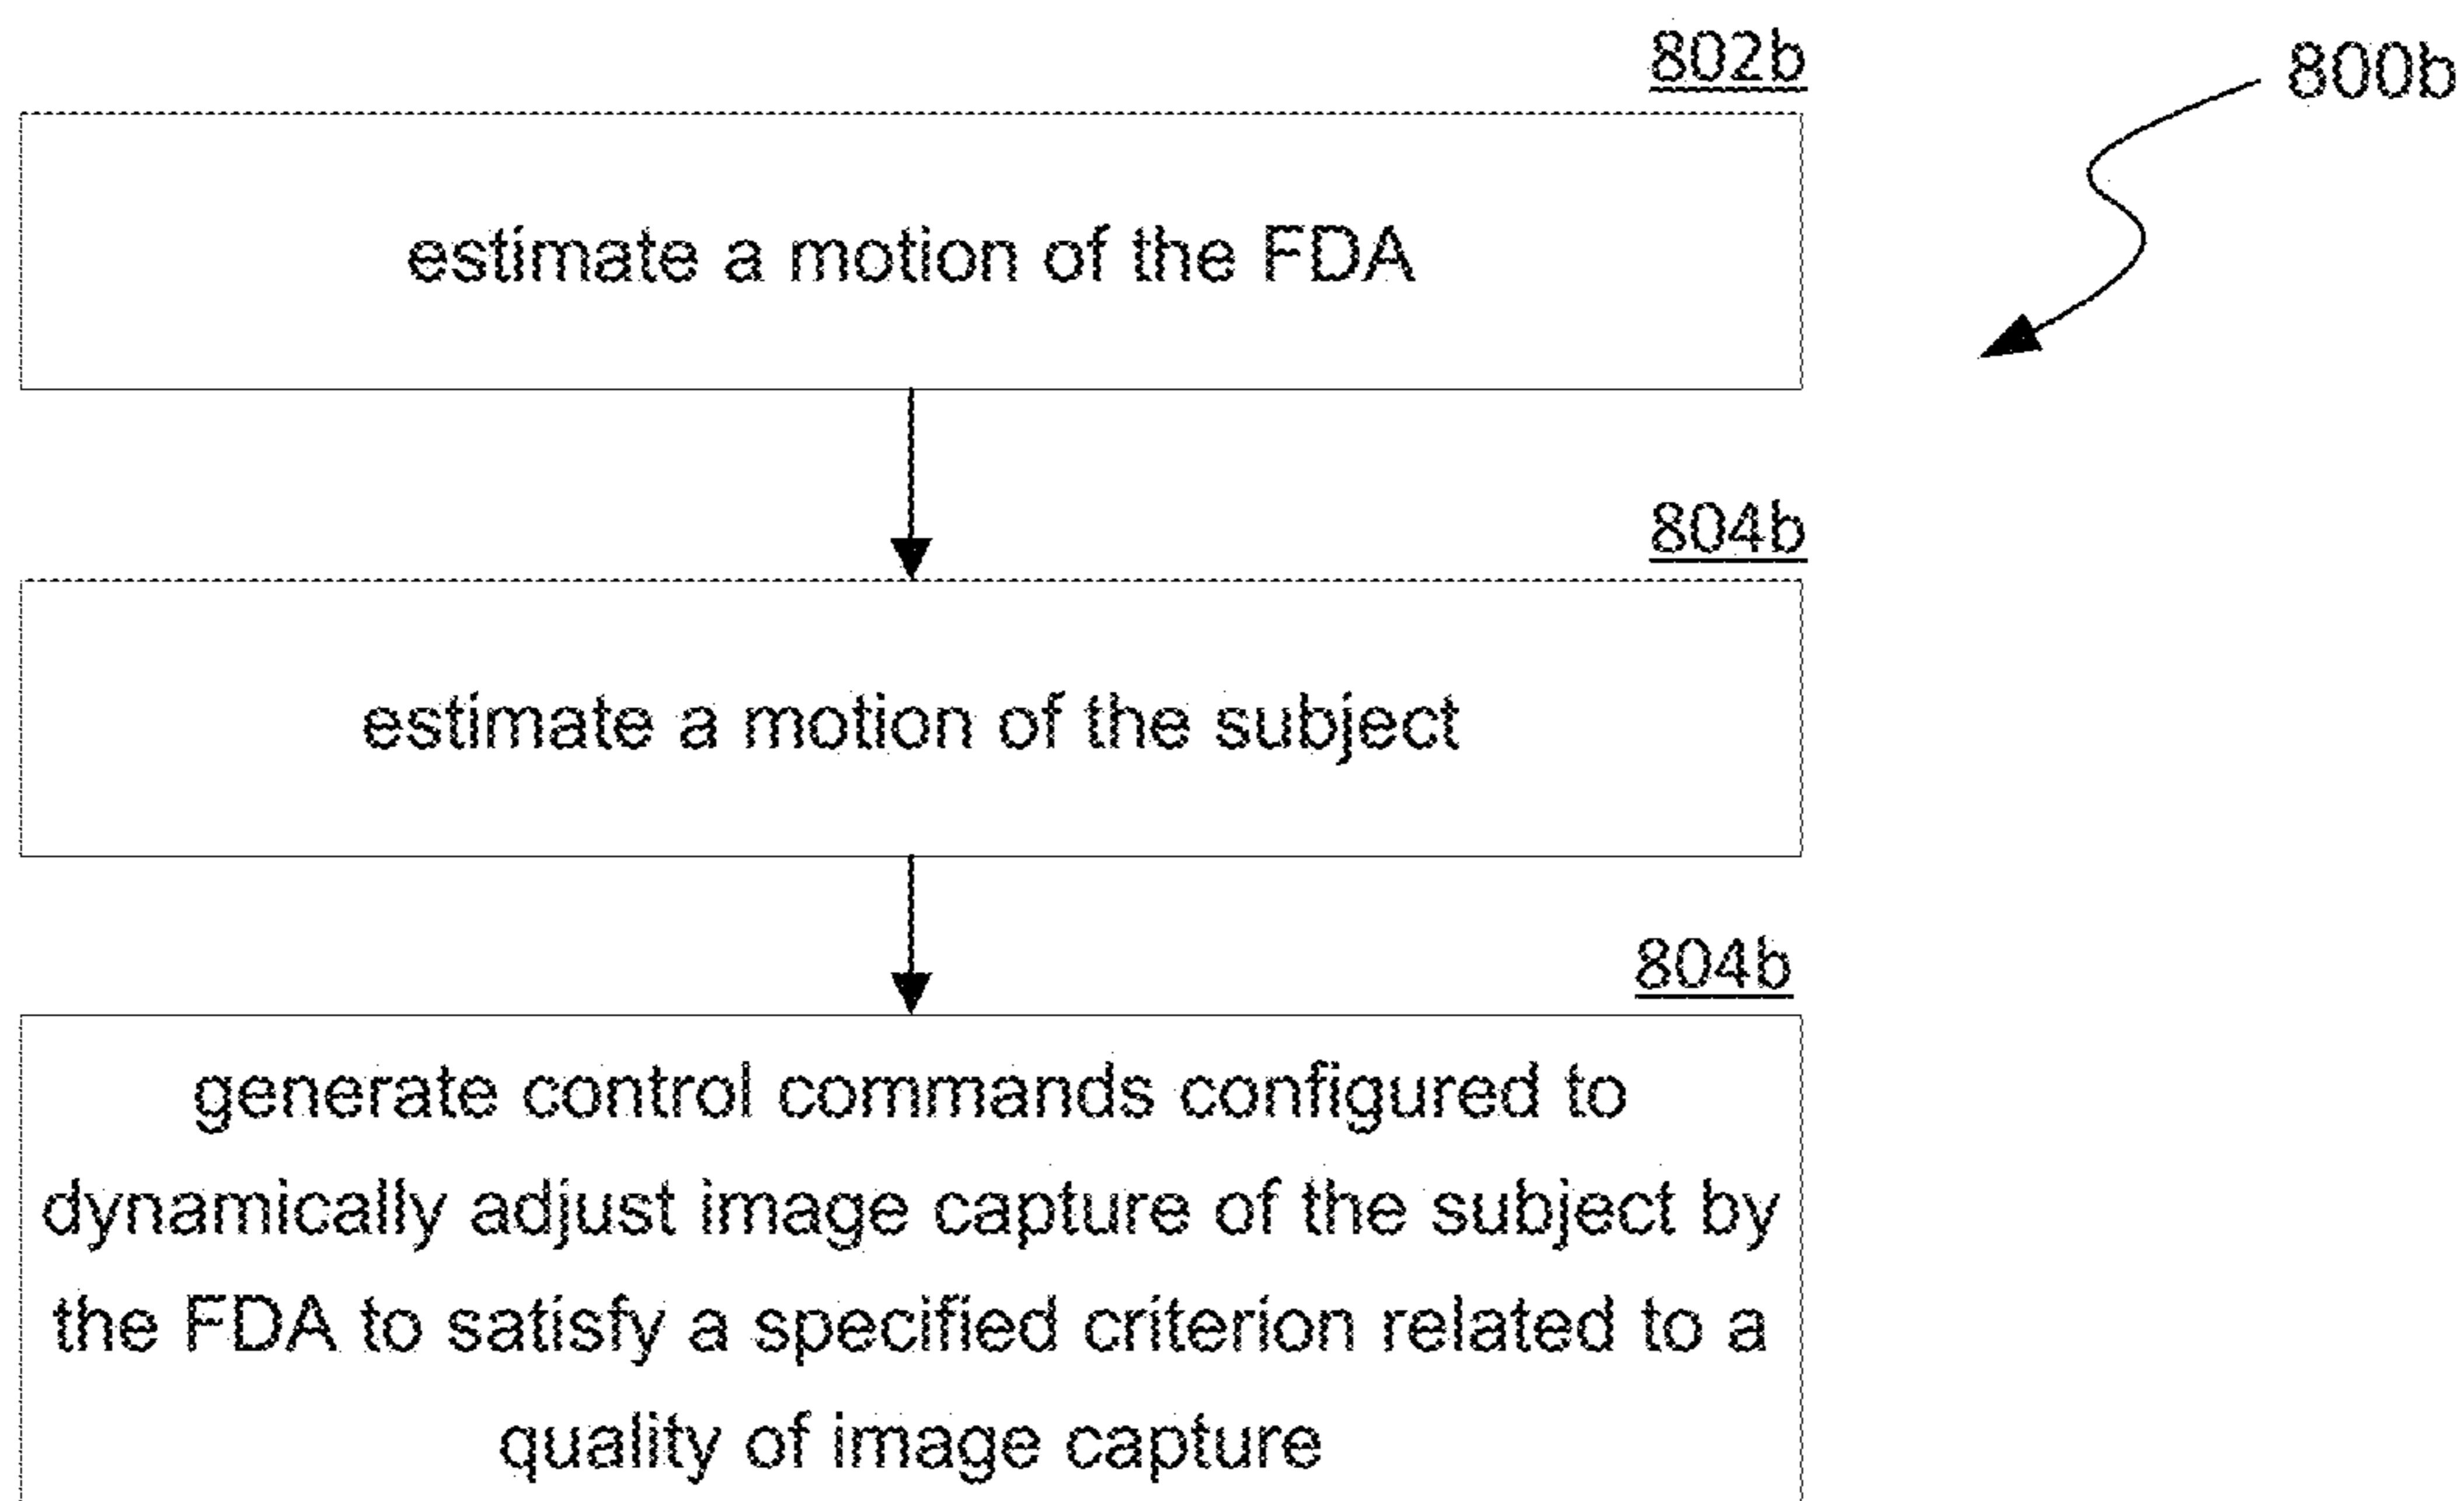 802b
800b
estimate a motion of the FDA
804b
estimate a motion of the subject
804b
generate control commands configured to
dynamically adjust image capture of the subject by
the FDA to satisfy a specified criterion related to a
quality of image capture